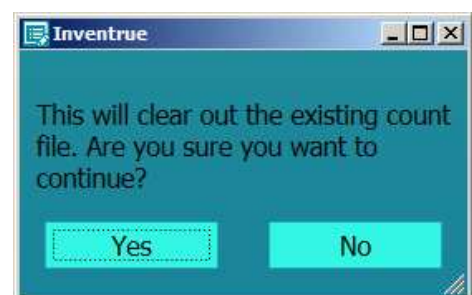 Inventrue
This will clear out the existing count
file. Are you sure you want to
continue?
Yes No